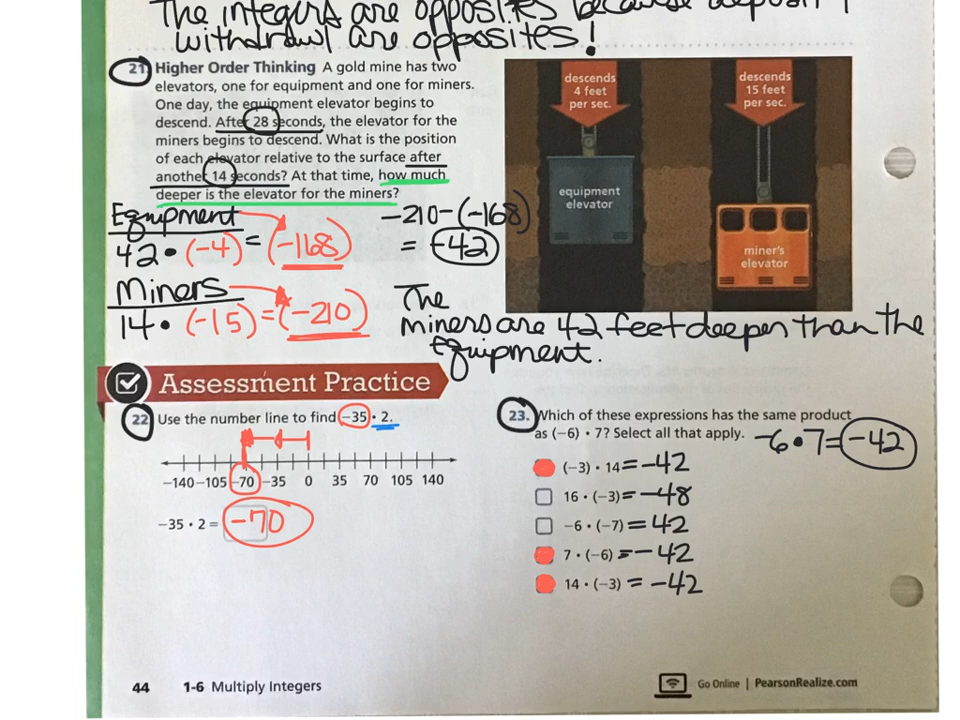 The integers are opposites because deposit &
withdrawl are opposites!
21. Higher Order Thinking A gold mine has two
elevators, one for equipment and one for miners.
One day, the equipment elevator begins to
descend. After 28 seconds, the elevator for the
miners begins to descend. What is the position
of each elevator relative to the surface after
another 14 seconds? At that time, how much
deeper is the elevator for the miners?
descends
4 feet
per sec.
descends
15 feet
per sec.
equipment
elevator
miner's
elevator
Equipment
42 • (-4) = (-168)
-210-(-168)
= -42
Miners
14 • (-15) = (-210)
The
miners are 42 feet deeper than the
Equipment.
Assessment Practice
22. Use the number line to find -35 • 2.
-140 -105 -70 -35 0 35 70 105 140
-35 • 2 = -70
23. Which of these expressions has the same product
as (-6) • 7? Select all that apply. -6•7=-42
(-3) • 14 = -42
16 • (-3) = -48
-6 • (-7) = 42
7 • (-6) = -42
14 • (-3) = -42
44 1-6 Multiply Integers
Go Online | PearsonRealize.com